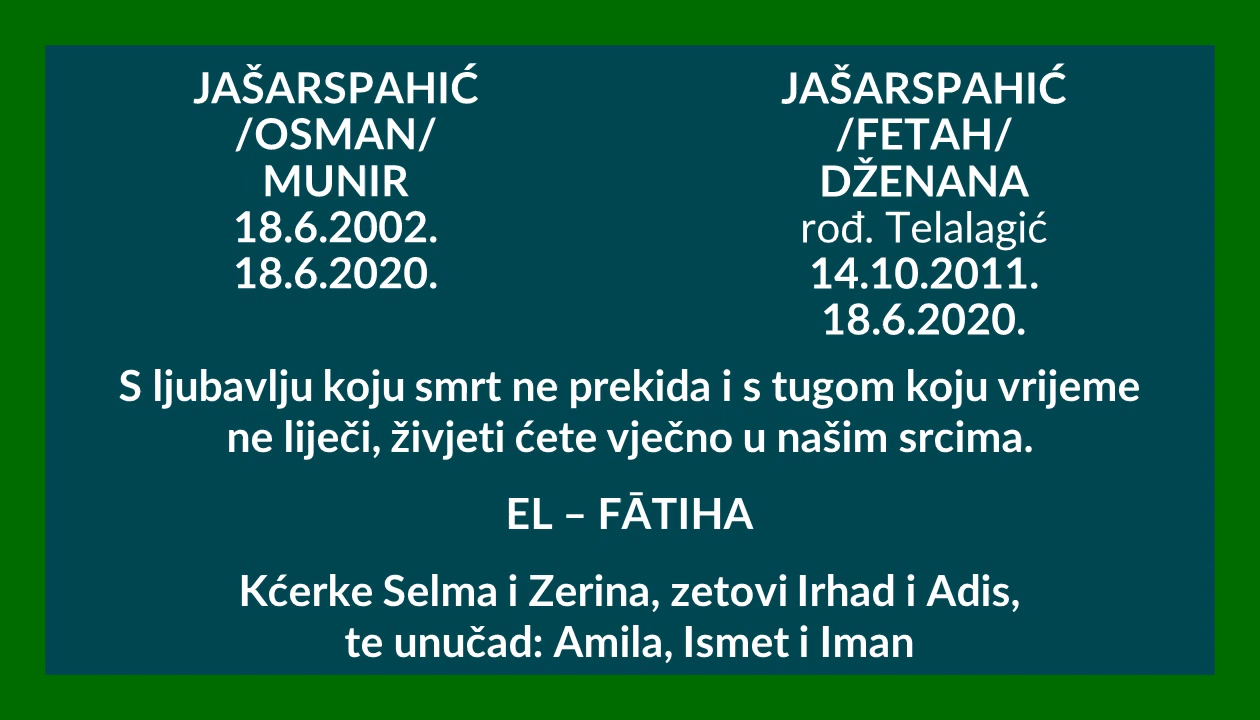 JAŠARSPAHIĆ
/OSMAN/
MUNIR
18.6.2002.
18.6.2020.
JAŠARSPAHIĆ
/FETAH/
DŽENANA
rođ. Telalagić
14.10.2011.
18.6.2020.
S ljubavlju koju smrt ne prekida i s tugom koju vrijeme
ne liječi, živjeti ćete vječno u našim srcima.
EL – FĀTIHA
Kćerke Selma i Zerina, zetovi Irhad i Adis,
te unučad: Amila, Ismet i Iman